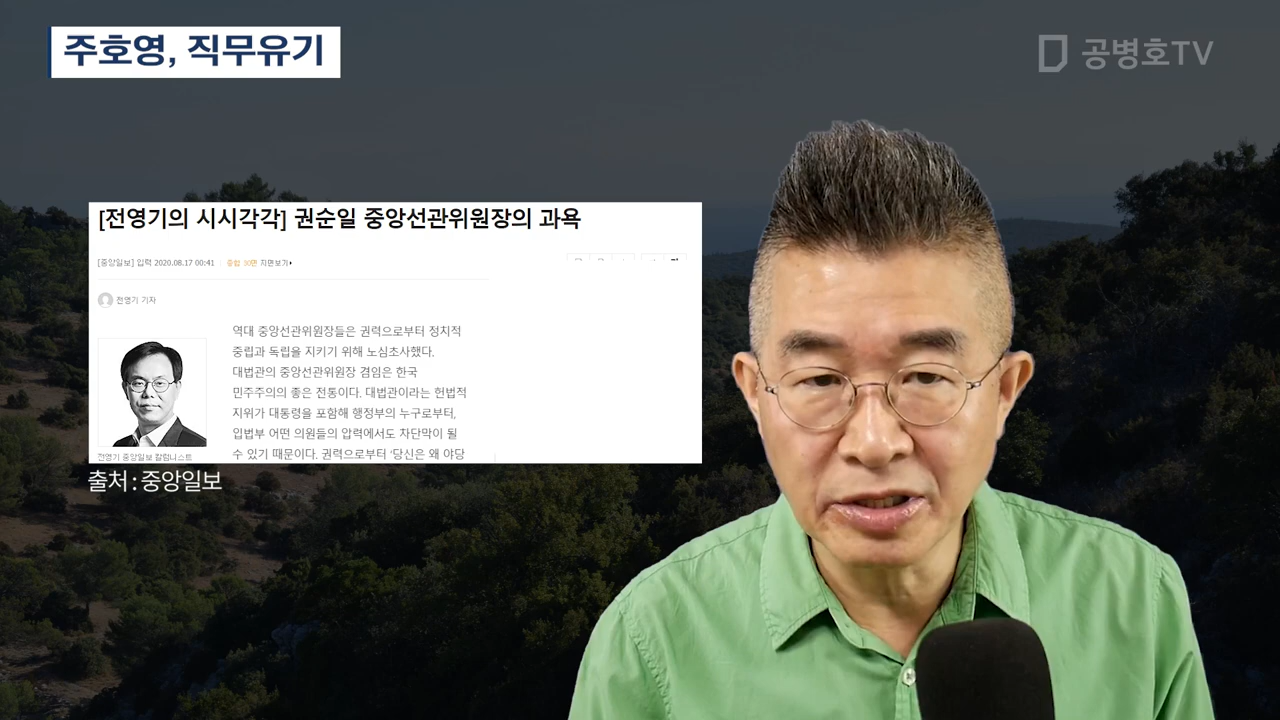 주호영, 직무유기
공병호TV
[전영기의 시시각각] 권순일 중앙선관위원장의 과욕
[중앙일보] 입력 2020.08.17 00:41 종합 30면 지면보기
전영기 기자
역대 중앙선관위원장들은 권력으로부터 정치적
중립과 독립을 지키기 위해 노심초사했다.
대법관의 중앙선관위원장 겸임은 한국
민주주의의 좋은 전통이다. 대법관이라는 헌법적
지위가 대통령을 포함해 행정부의 누구로부터,
입법부 어떤 의원들의 압력에서도 차단막이 될
수 있기 때문이다. 권력으로부터 '당신은 왜 야당
전영기 중앙일보 칼럼니스트
출처 : 중앙일보